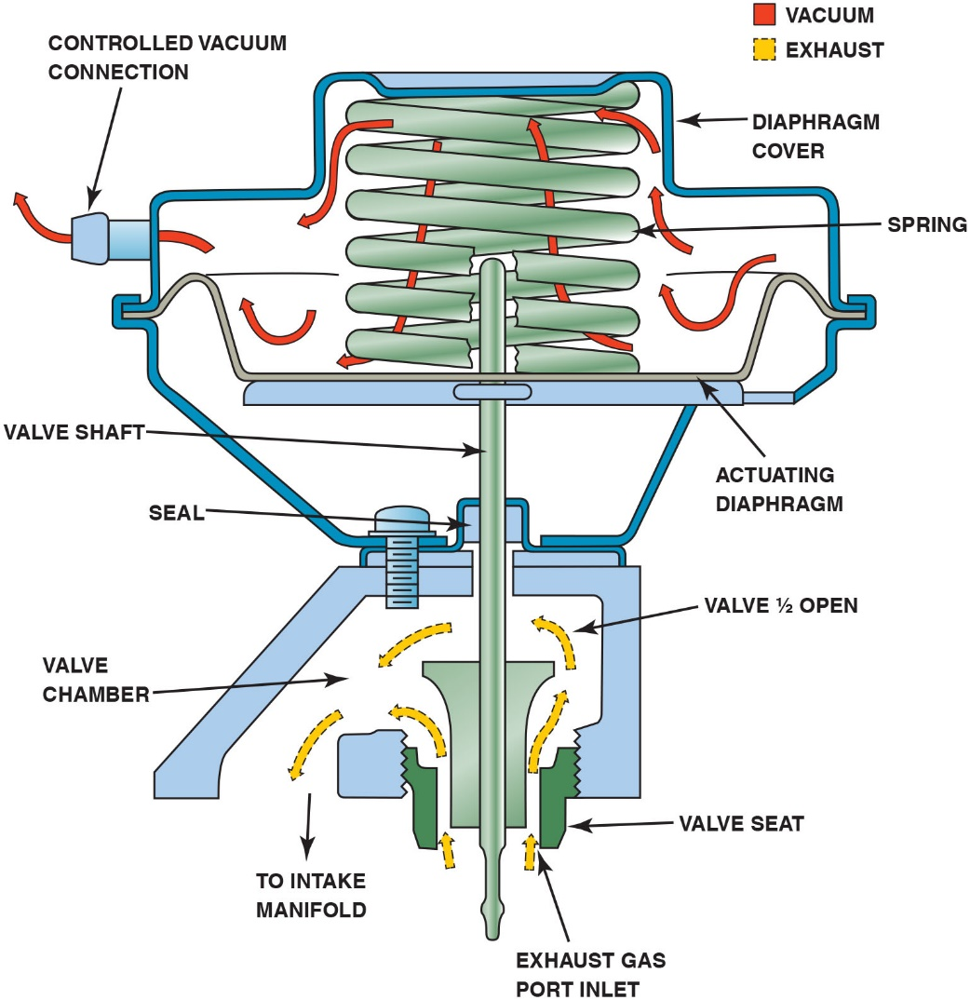 VACUUM
EXHAUST
CONTROLLED VACUUM
CONNECTION
DIAPHRAGM
COVER
SPRING
VALVE SHAFT
ACTUATING
DIAPHRAGM
SEAL
VALVE ½ OPEN
VALVE
CHAMBER
VALVE SEAT
TO INTAKE
MANIFOLD
EXHAUST GAS
PORT INLET